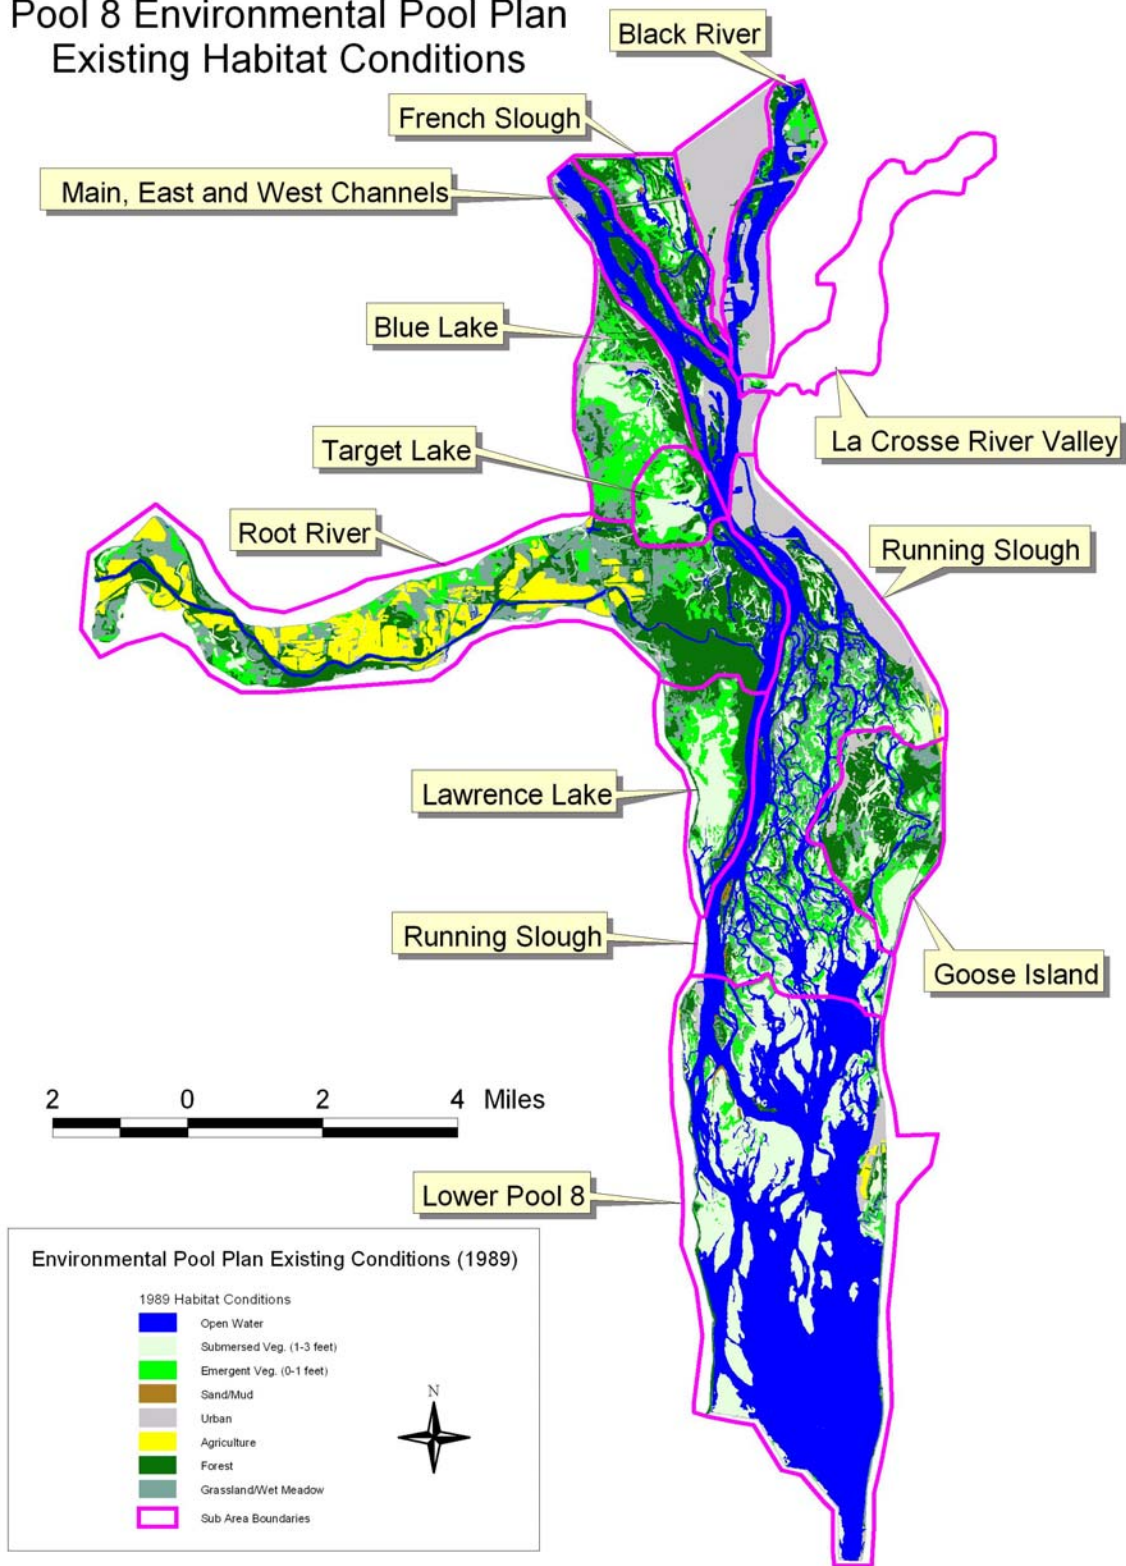 Pool 8 Environmental Pool Plan
Existing Habitat Conditions
Black River
French Slough
Main, East and West Channels
Blue Lake
La Crosse River Valley
Target Lake
Root River
Running Slough
Lawrence Lake
Running Slough
Goose Island
2 0 2 4 Miles
Lower Pool 8
Environmental Pool Plan Existing Conditions (1989)
1989 Habitat Conditions
Open Water
Submersed Veg. (1-3 feet)
Emergent Veg. (0-1 feet)
Sand/Mud
Urban
Agriculture
Forest
Grassland/Wet Meadow
Sub Area Boundaries
N